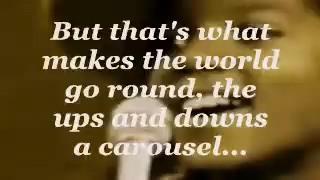 But that's what
makes the world
go round, the
ups and downs
a carousel...